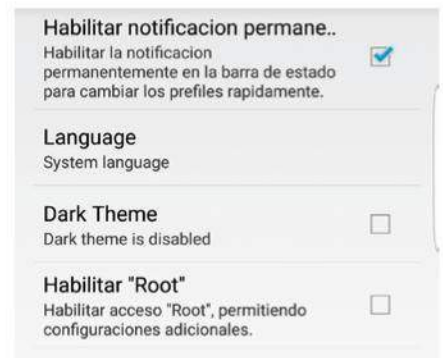 Habilitar notificacion permane..
Habilitar la notificacion
permanentemente en la barra de estado
para cambiar los prefiles rapidamente.
Language
System language
Dark Theme
Dark theme is disabled
Habilitar "Root"
Habilitar acceso "Root", permitiendo
configuraciones adicionales.